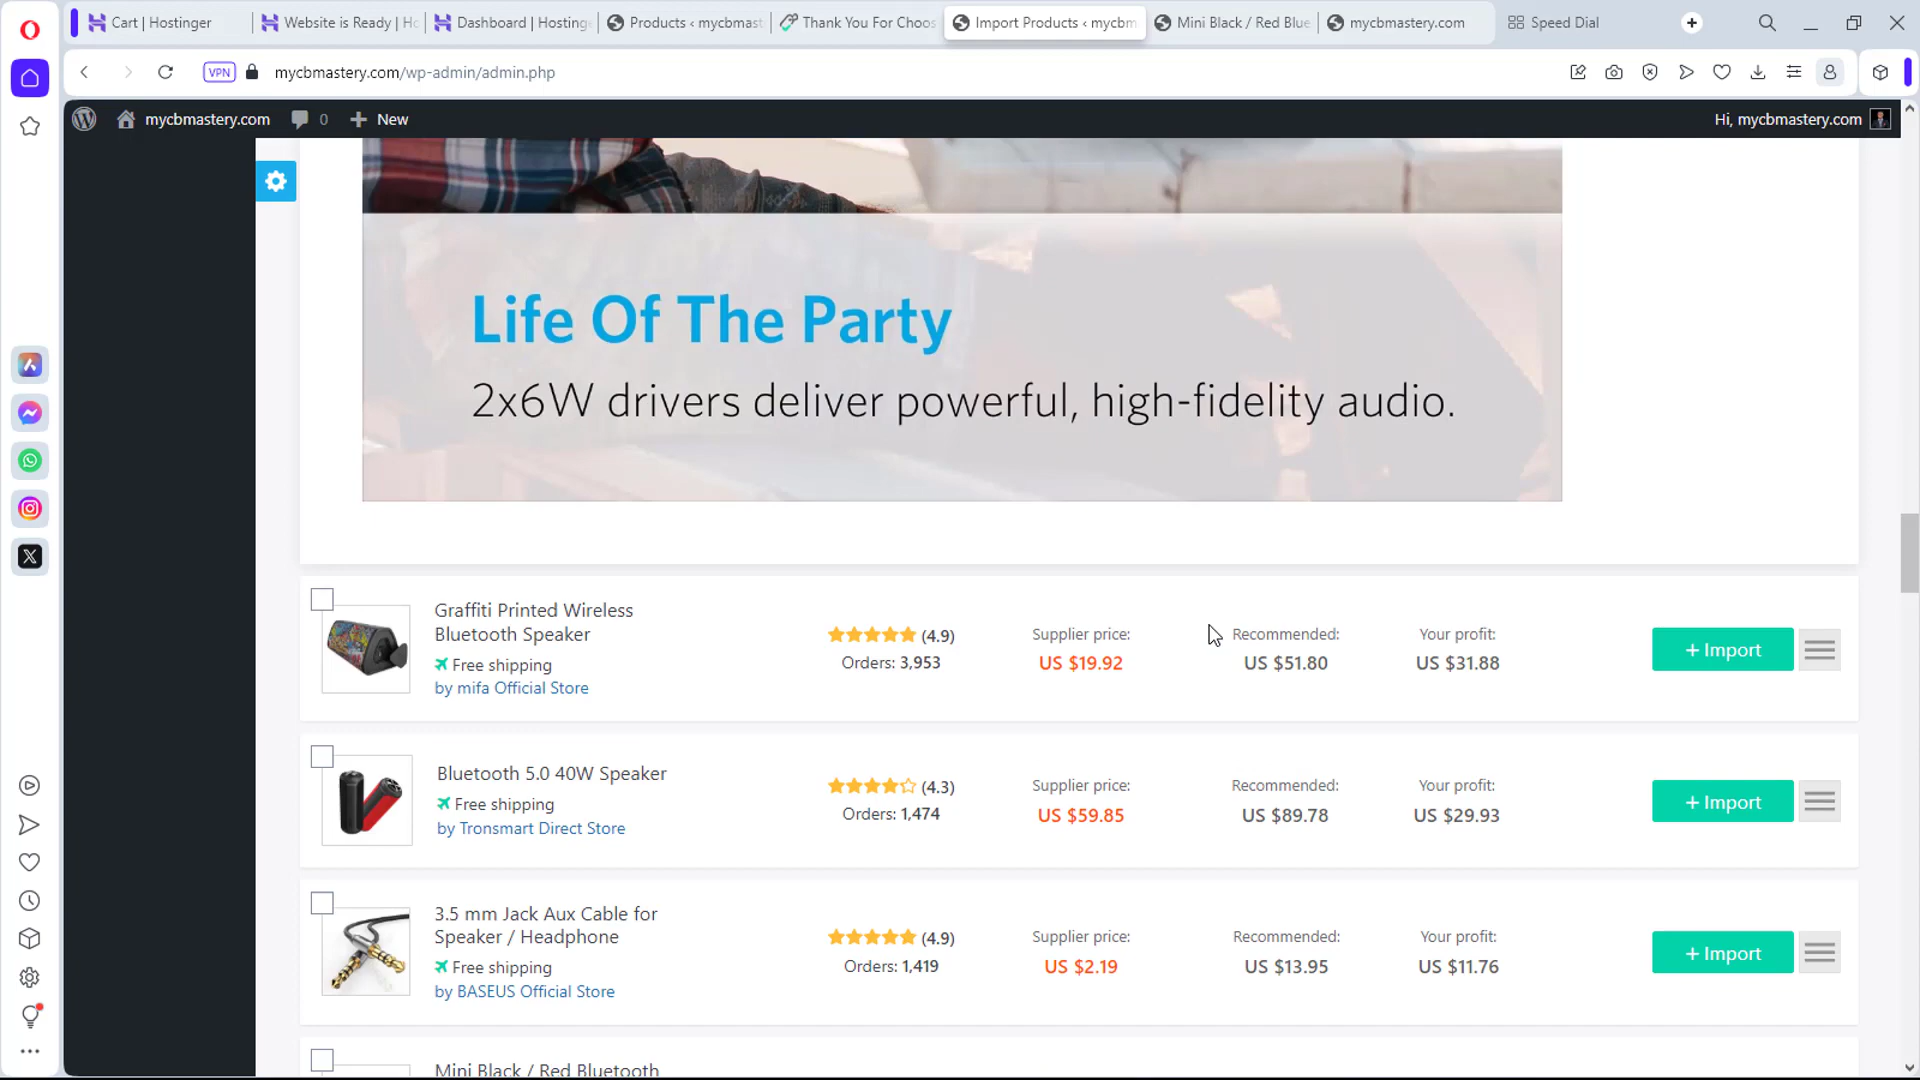 Cart | Hostinger
Website is Ready | Ho
Dashboard | Hosting
Products ‹ mycbmast
Thank You For Choos
Import Products ‹ mycbm
Mini Black / Red Blue
mycbmastery.com
Speed Dial
VPN
mycbmastery.com/wp-admin/admin.php
mycbmastery.com
0
New
Hi, mycbmastery.com
Life Of The Party
2x6W drivers deliver powerful, high-fidelity audio.
Graffiti Printed Wireless
Bluetooth Speaker
Free shipping
by mifa Official Store
(4.9)
Orders: 3,953
Supplier price:
US $19.92
Recommended:
US $51.80
Your profit:
US $31.88
+ Import
Bluetooth 5.0 40W Speaker
Free shipping
by Tronsmart Direct Store
(4.3)
Orders: 1,474
Supplier price:
US $59.85
Recommended:
US $89.78
Your profit:
US $29.93
+ Import
3.5 mm Jack Aux Cable for
Speaker / Headphone
Free shipping
by BASEUS Official Store
(4.9)
Orders: 1,419
Supplier price:
US $2.19
Recommended:
US $13.95
Your profit:
US $11.76
+ Import
Mini Black / Red Bluetooth